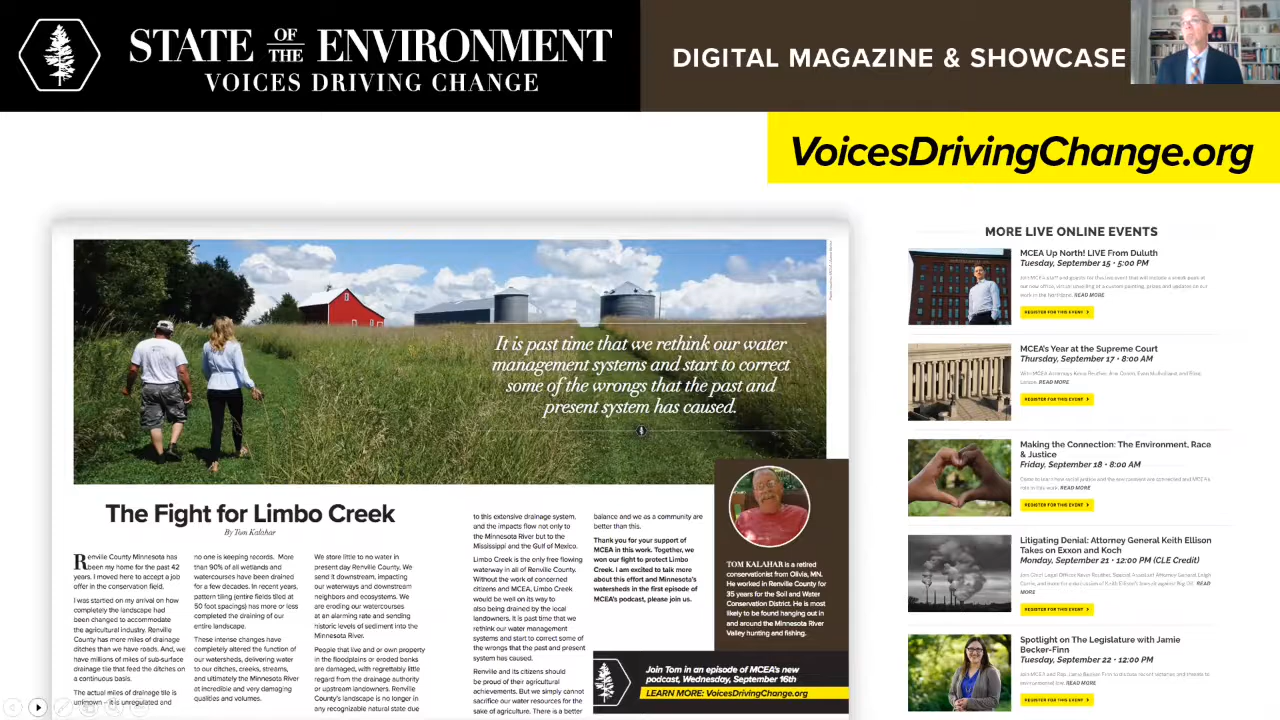 STATE OF THE ENVIRONMENT
VOICES DRIVING CHANGE
DIGITAL MAGAZINE & SHOWCASE
VoicesDrivingChange.org
It is past time that we rethink our water
management systems and start to correct
some of the wrongs that the past and
present system has caused.
The Fight for Limbo Creek
By Tom Kalahar
Renville County Minnesota has
been my home for the past 42
years. I moved here to accept a job
offer in the conservation field.
I was startled on my arrival on how
completely the landscape had
been changed to accommodate
the agricultural industry. Renville
County has more miles of drainage
ditches than we have roads. And, we
have millions of miles of sub-surface
drainage tile that feed the ditches on
a continuous basis.
The actual miles of drainage tile is
unknown – it is unregulated and
no one is keeping records. More
than 90% of all wetlands and
watercourses have been drained
for a few decades. In recent years,
pattern tiling (entire fields tiled at
50 foot spacings) has more or less
completed the draining of our
entire landscape.
These intense changes have
completely altered the function of
our watersheds, delivering water
to our ditches, creeks, streams,
and ultimately the Minnesota River
at incredible and very damaging
qualities and volumes.
We store little to no water in
present day Renville County. We
send it downstream, impacting
our waterways and downstream
neighbors and ecosystems. We
are eroding our watercourses
at an alarming rate and sending
historic levels of sediment into the
Minnesota River.
People that live and or own property
in the floodplains or eroded banks
are damaged, with regrettably little
regard from the drainage authority
or upstream landowners. Renville
County's landscape is no longer in
any recognizable natural state due
to this extensive drainage system,
and the impacts flow not only to
the Minnesota River but to the
Mississippi and the Gulf of Mexico.
Limbo Creek is the only free flowing
waterway in all of Renville County.
Without the work of concerned
citizens and MCEA, Limbo Creek
would be well on its way to
also being drained by the local
landowners. It is past time that we
rethink our water management
systems and start to correct some of
the wrongs that the past and present
system has caused.
Renville and its citizens should
be proud of their agricultural
achievements. But we simply cannot
sacrifice our water resources for the
sake of agriculture. There is a better
balance and we as a community are
better than this.
Thank you for your support of
MCEA in this work. Together, we
won our fight to protect Limbo
Creek. I am excited to talk more
about this effort and Minnesota's
watersheds in the first episode of
MCEA's podcast, please join us.
TOM KALAHAR is a retired
conservationist from Olivia, MN.
He worked in Renville County for
35 years for the Soil and Water
Conservation District. He is most
likely to be found hanging out in
and around the Minnesota River
Valley hunting and fishing.
Join Tom in an episode of MCEA's new
podcast, Wednesday, September 16th
LEARN MORE: VoicesDrivingChange.org
MORE LIVE ONLINE EVENTS
MCEA Up North! LIVE From Duluth
Tuesday, September 15 • 5:00 PM
READ MORE
REGISTER FOR THIS EVENT
MCEA's Year at the Supreme Court
Thursday, September 17 • 8:00 AM
READ MORE
REGISTER FOR THIS EVENT
Making the Connection: The Environment, Race
& Justice
Friday, September 18 • 8:00 AM
READ MORE
REGISTER FOR THIS EVENT
Litigating Denial: Attorney General Keith Ellison
Takes on Exxon and Koch
Monday, September 21 • 12:00 PM (CLE Credit)
READ
MORE
REGISTER FOR THIS EVENT
Spotlight on The Legislature with Jamie
Becker-Finn
Tuesday, September 22 • 12:00 PM
READ MORE
REGISTER FOR THIS EVENT